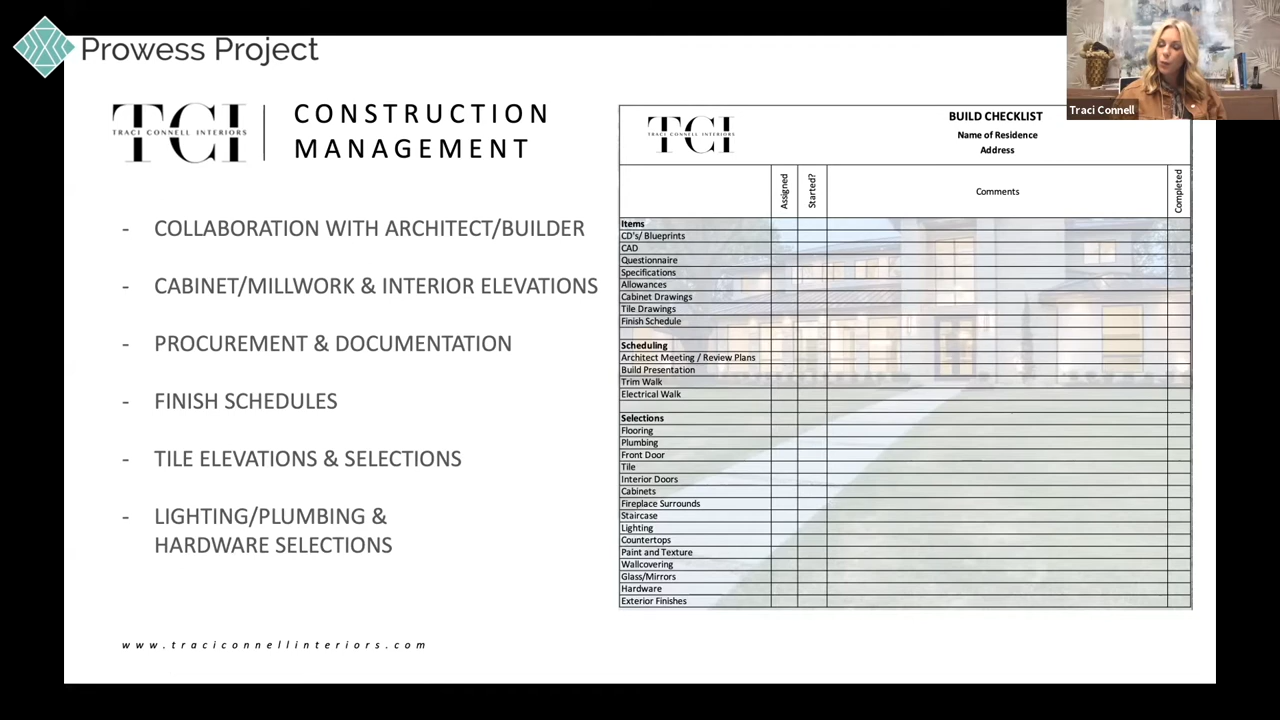 Prowess Project
TCI
TRACI CONNELL INTERIORS
CONSTRUCTION
MANAGEMENT
- COLLABORATION WITH ARCHITECT/BUILDER
- CABINET/MILLWORK & INTERIOR ELEVATIONS
- PROCUREMENT & DOCUMENTATION
- FINISH SCHEDULES
- TILE ELEVATIONS & SELECTIONS
- LIGHTING/PLUMBING &
HARDWARE SELECTIONS
www.traciconnellinteriors.com
Traci Connell
TCI
TRACI CONNELL INTERIORS
BUILD CHECKLIST
Name of Residence
Address
Assigned
Started?
Comments
Completed
Items
CD's/ Blueprints
CAD
Questionnaire
Specifications
Allowances
Cabinet Drawings
Tile Drawings
Finish Schedule
Scheduling
Architect Meeting / Review Plans
Build Presentation
Trim Walk
Electrical Walk
Selections
Flooring
Plumbing
Front Door
Tile
Interior Doors
Cabinets
Fireplace Surrounds
Staircase
Lighting
Countertops
Paint and Texture
Wallcovering
Glass/Mirrors
Hardware
Exterior Finishes